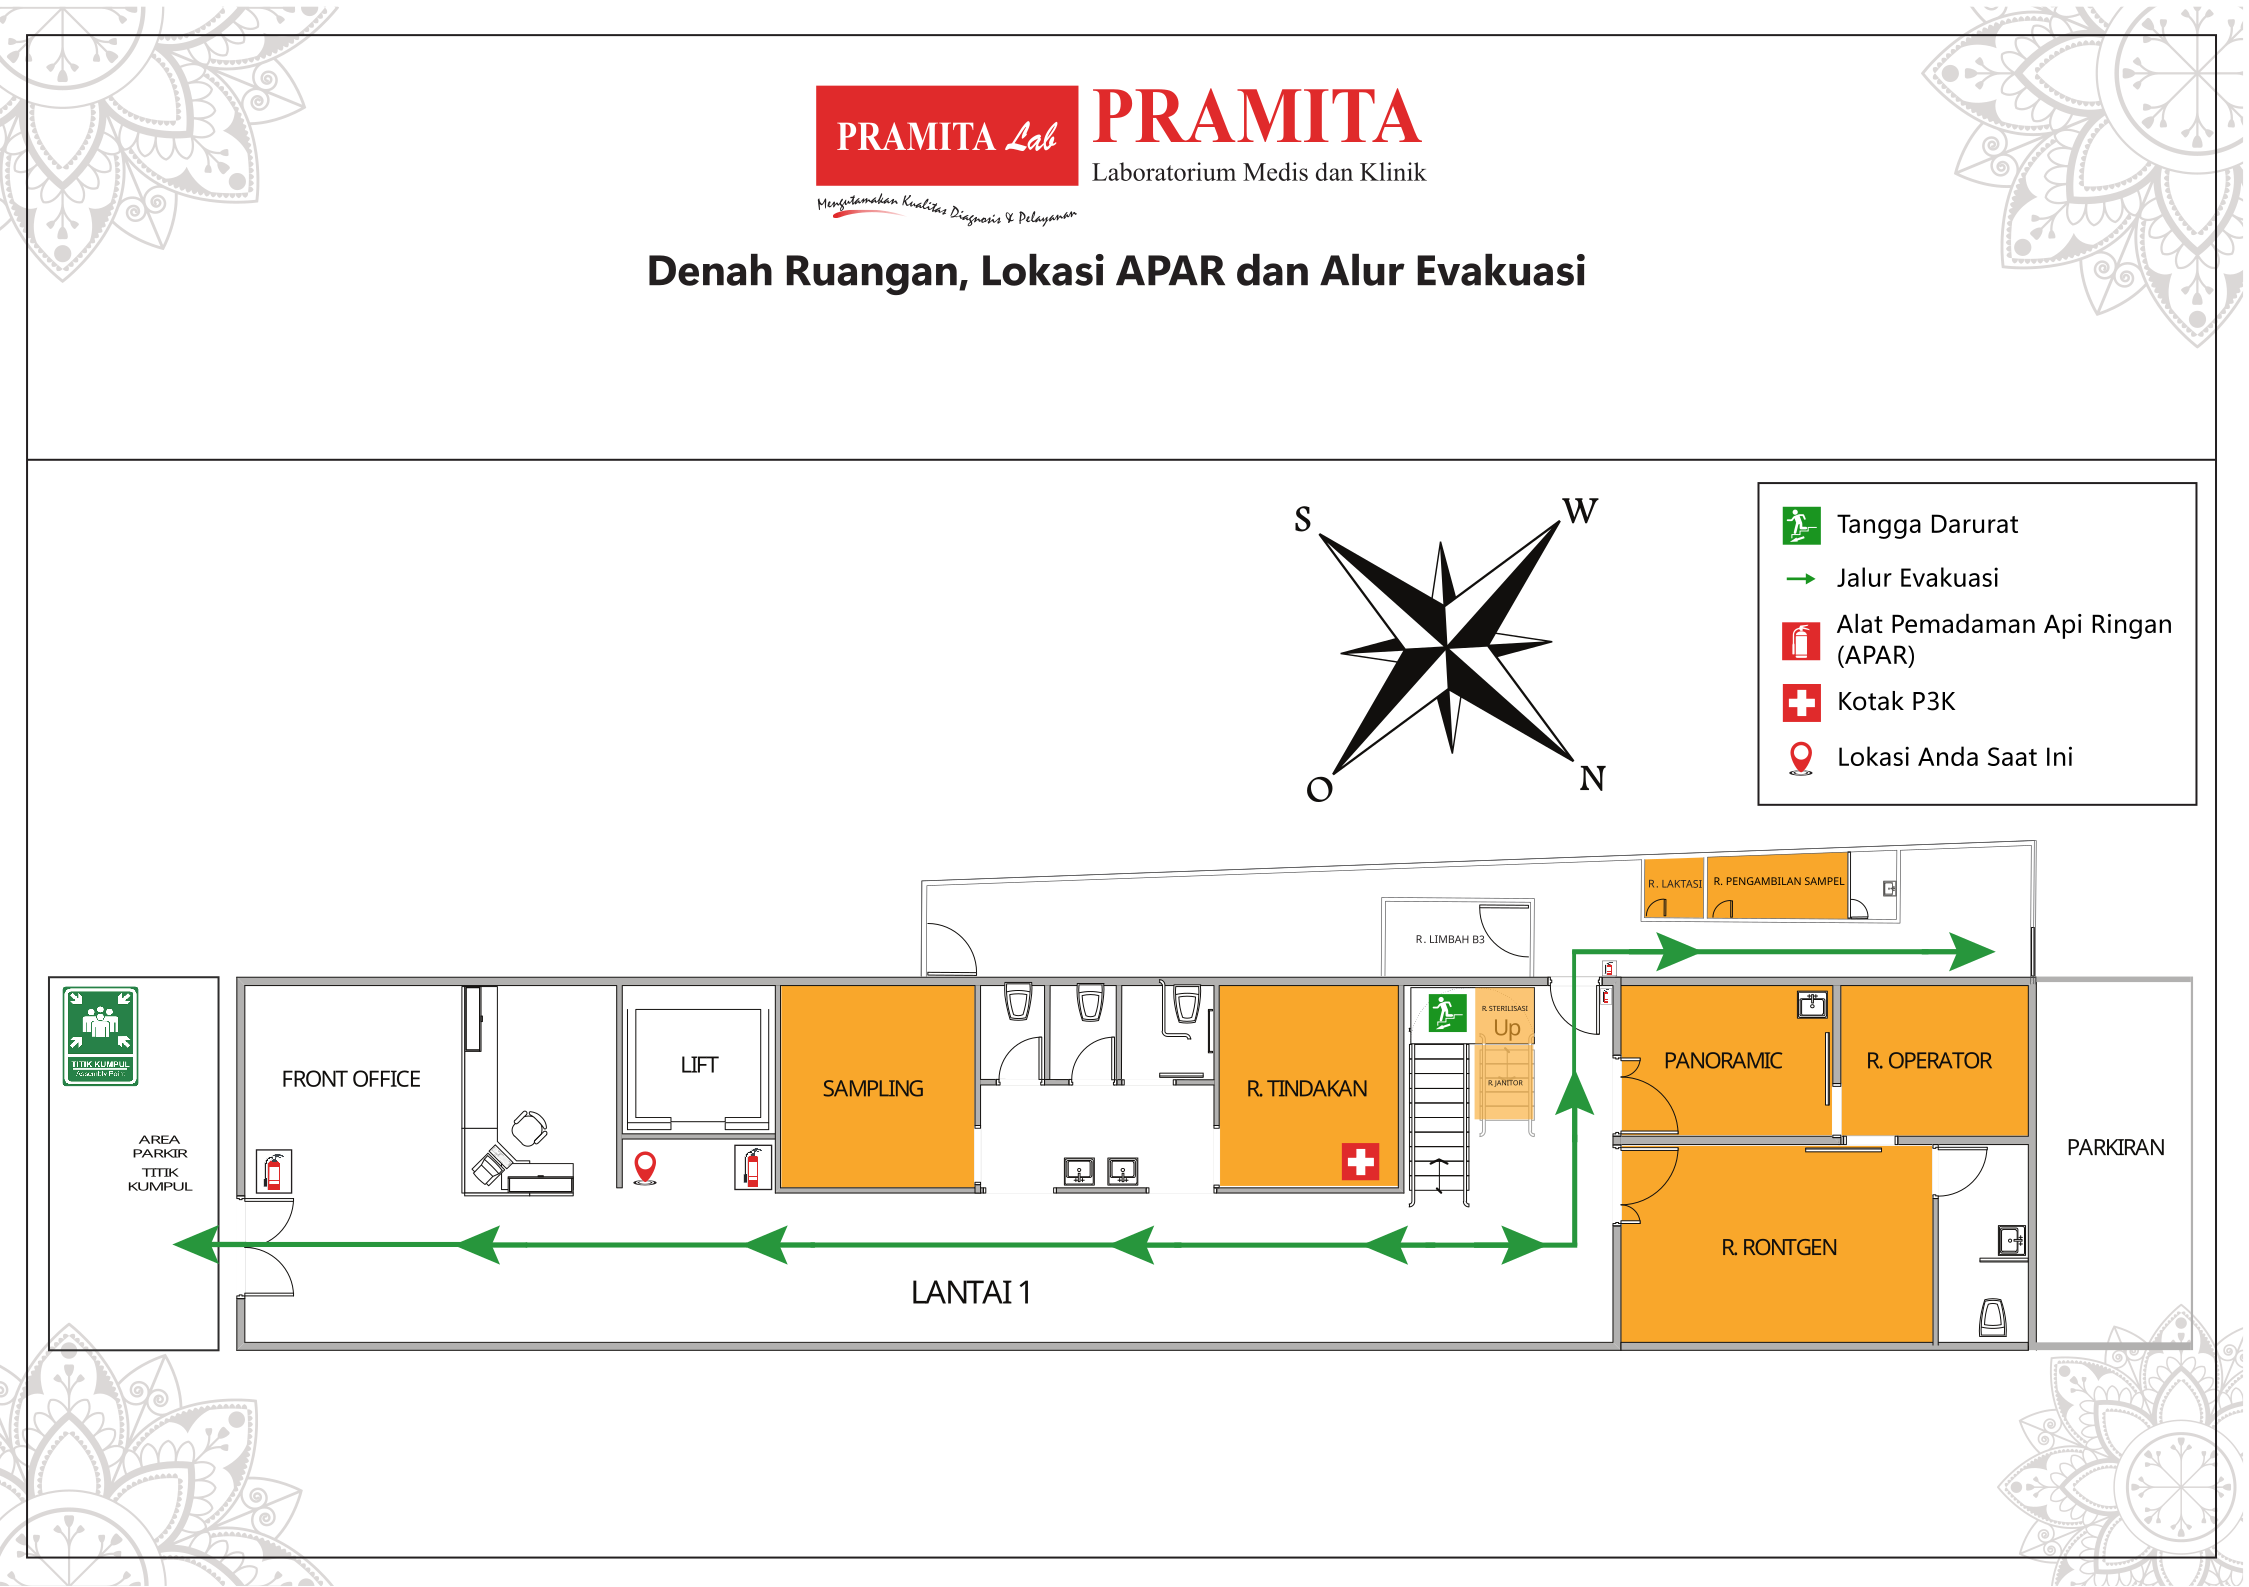 PRAMITA Lab
Mengutamakan Kualitas Diagnosis & Pelayanan
PRAMITA
Laboratorium Medis dan Klinik
Denah Ruangan, Lokasi APAR dan Alur Evakuasi
S
W
O
N
Tangga Darurat
Jalur Evakuasi
Alat Pemadaman Api Ringan
(APAR)
Kotak P3K
Lokasi Anda Saat Ini
R. LAKTASI
R. PENGAMBILAN SAMPEL
R. LIMBAH B3
TITIK KUMPUL
Assembly Point
AREA
PARKIR
TITIK
KUMPUL
FRONT OFFICE
LIFT
SAMPLING
R. TINDAKAN
R. STERILISASI
Up
R. JANITOR
PANORAMIC
R. OPERATOR
R. RONTGEN
PARKIRAN
LANTAI 1